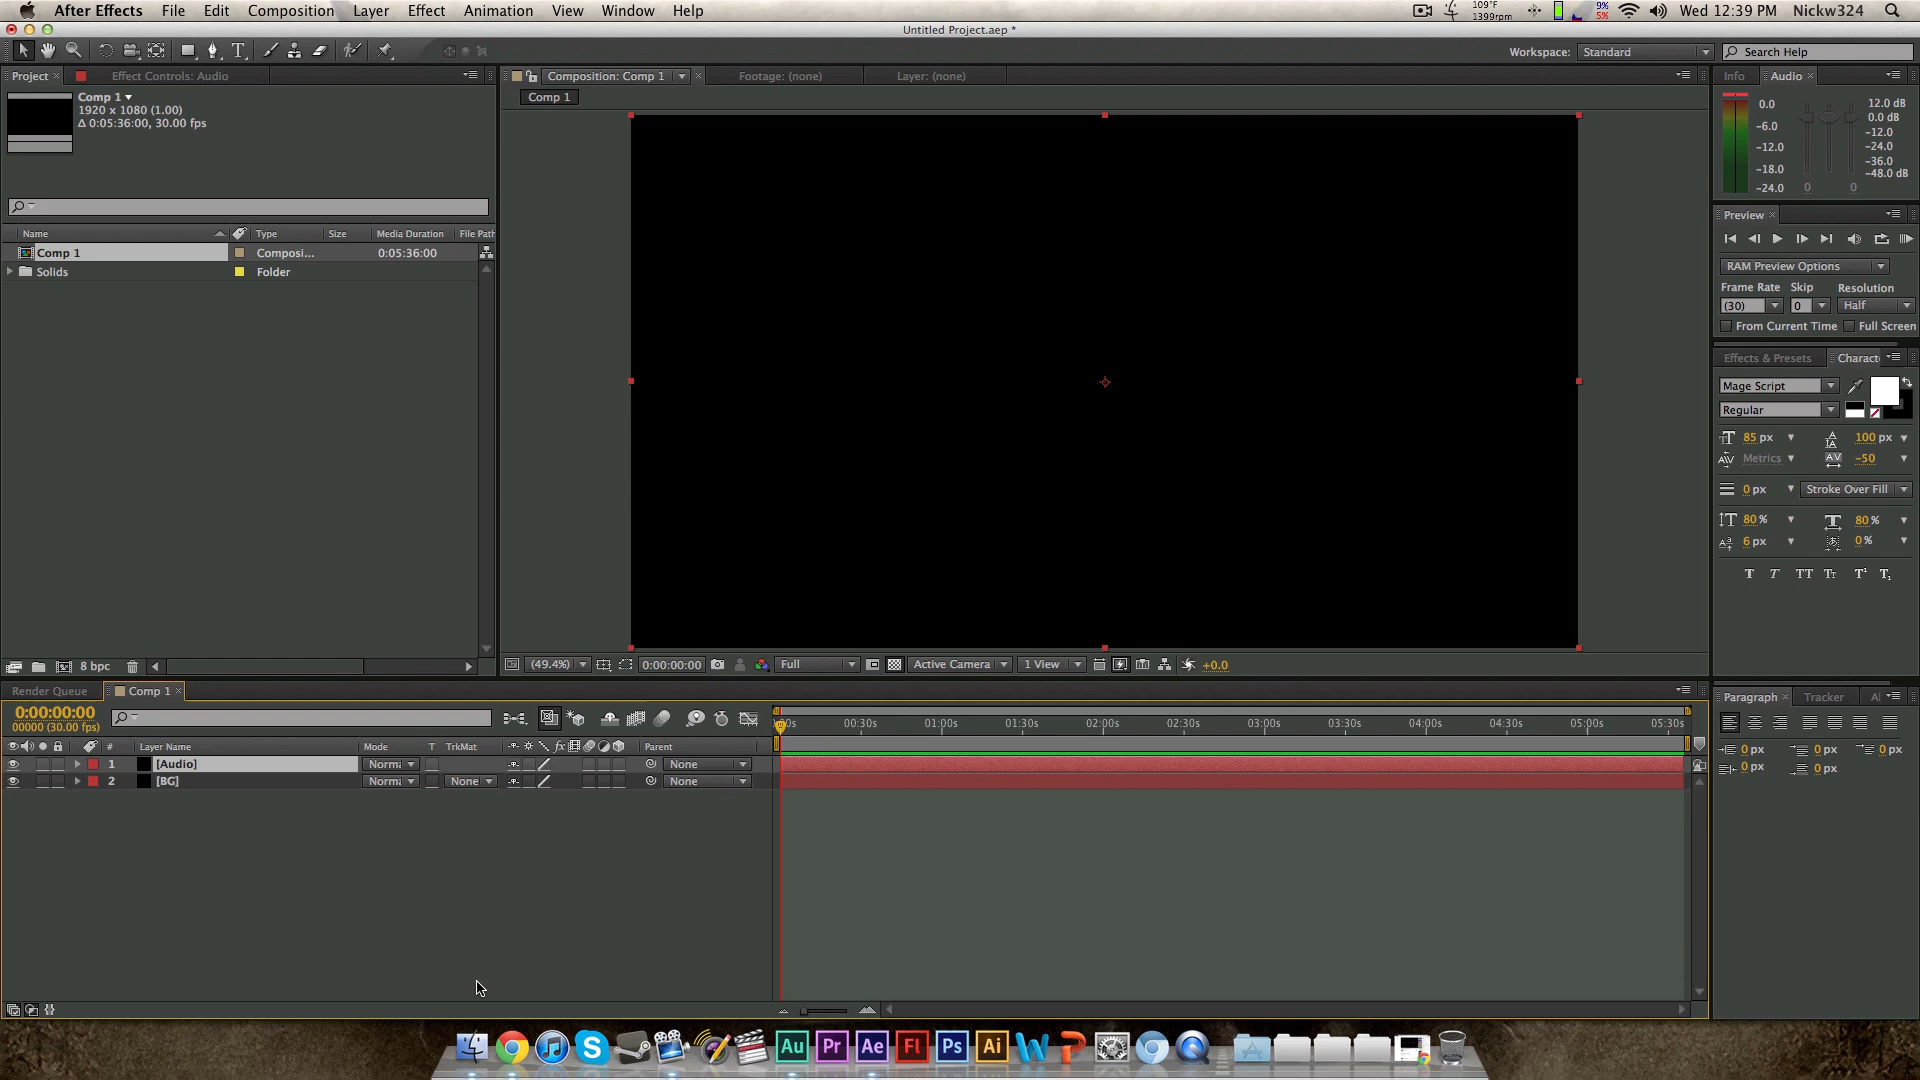 After Effects File Edit Composition Layer Effect Animation View Window Help 109°F 1399rpm 9% 5% Wed 12:39 PM Nickw324
Untitled Project.aep *
Workspace: Standard Search Help
Project Effect Controls: Audio Composition: Comp 1 Footage: (none) Layer: (none) Info Audio
Comp 1
1920 x 1080 (1.00)
Δ 0:05:36:00, 30.00 fps
Comp 1
0.0 12.0 dB
0.0 dB
-6.0 -12.0
-12.0 -24.0
-36.0
-18.0 -48.0 dB
-24.0 0 0
Preview
Name Type Size Media Duration File Path
Comp 1 Composi... 0:05:36:00
Solids Folder
RAM Preview Options
Frame Rate Skip Resolution
(30) 0 Half
From Current Time Full Screen
Effects & Presets Characte
Mage Script
Regular
85 px 100 px
Metrics -50
0 px Stroke Over Fill
80 % 80 %
6 px 0 %
T T TT Tt T¹ T₁
8 bpc (49.4%) 0:00:00:00 Full Active Camera 1 View +0.0
Render Queue Comp 1
Paragraph Tracker Al
0:00:00:00
00000 (30.00 fps)
00s 00:30s 01:00s 01:30s 02:00s 02:30s 03:00s 03:30s 04:00s 04:30s 05:00s 05:30s
# Layer Name Mode T TrkMat fx Parent
1 [Audio] Norma None
2 [BG] Norma None None
0 px 0 px 0 px
0 px 0 px
Au Pr Ae Fl Ps Ai